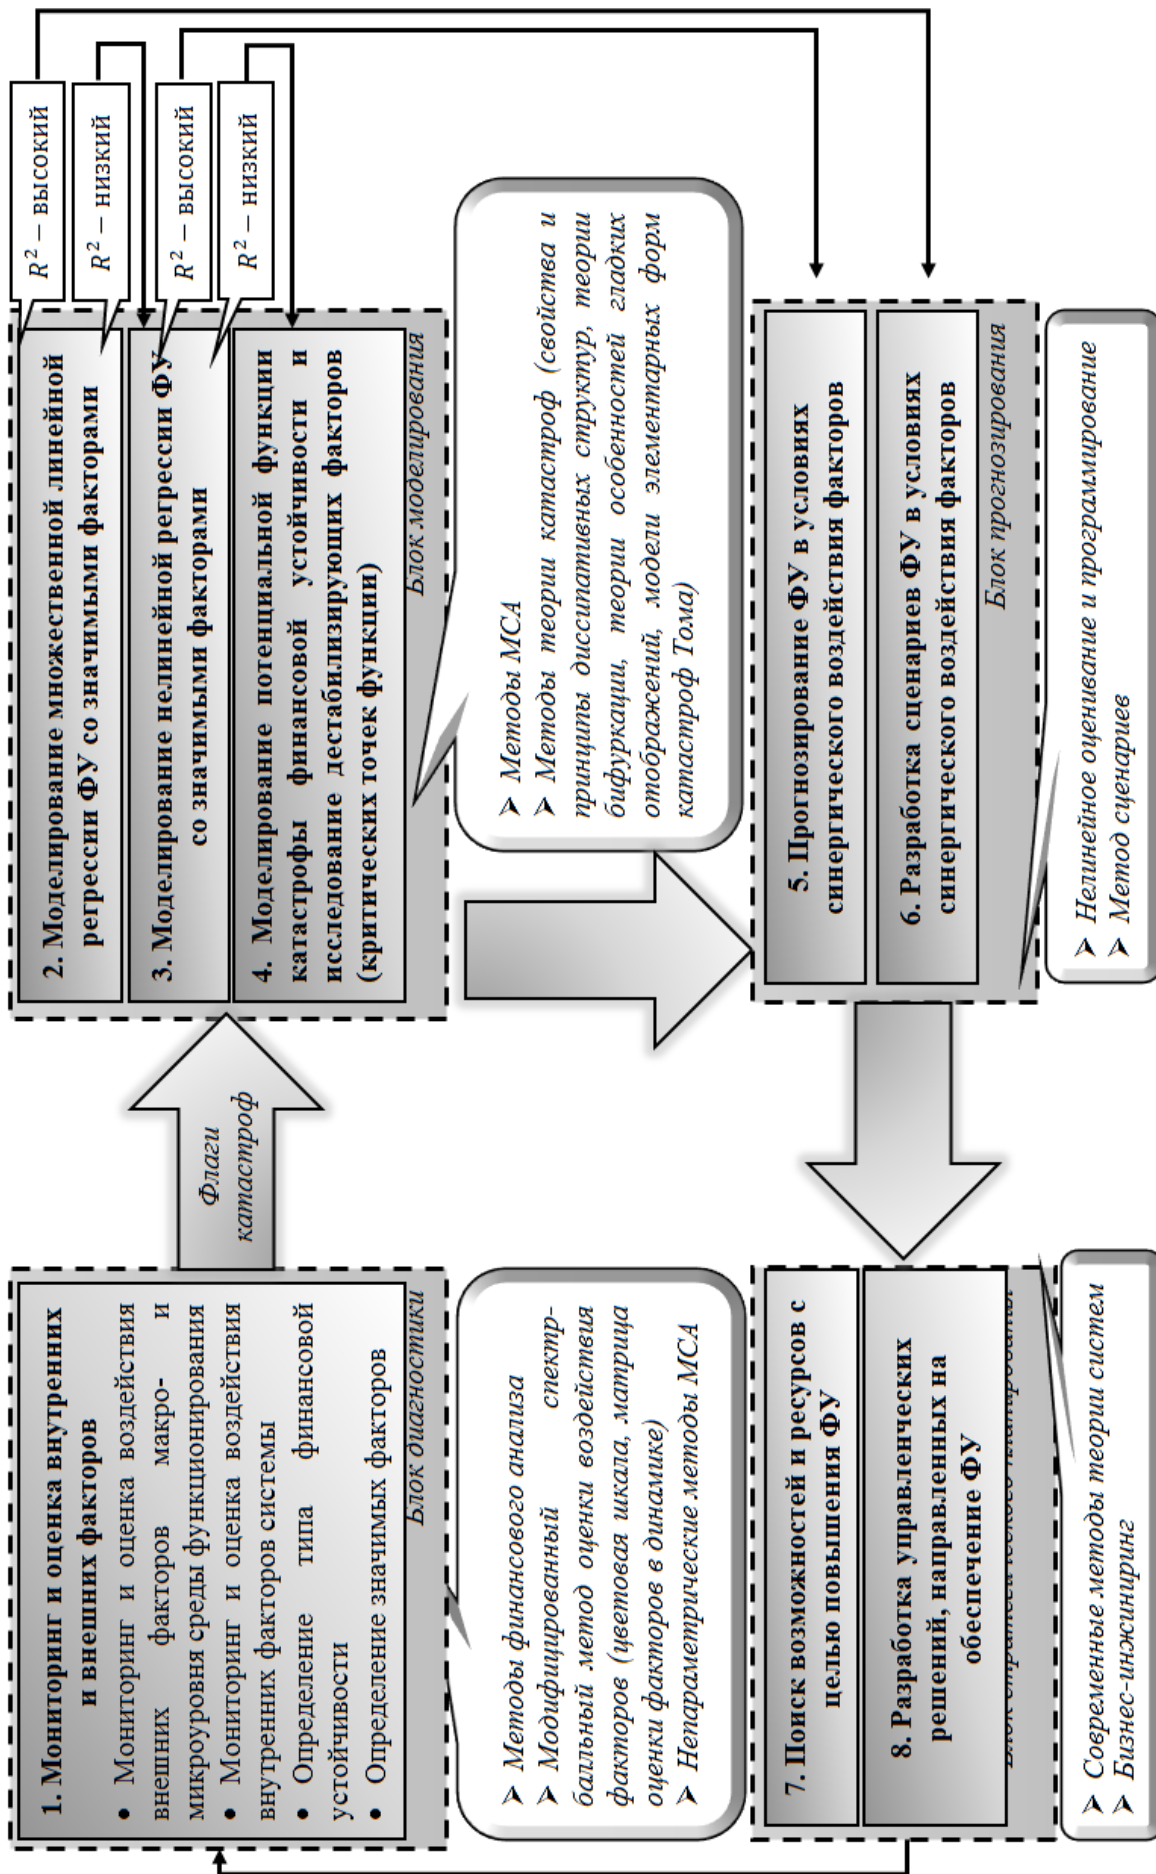 1. Мониторинг и оценка внутренних
и внешних факторов
• Мониторинг и оценка воздействия
внешних факторов макро- и
микроуровня среды функционирования
• Мониторинг и оценка воздействия
внутренних факторов системы
• Определение типа финансовой
устойчивости
• Определение значимых факторов
Блок диагностики
➢ Методы финансового анализа
➢ Модифицированный спектр-
балльный метод оценки воздействия
факторов (цветовая шкала, матрица
оценки факторов в динамике)
➢ Непараметрические методы МСА
Флаги
катастроф
2. Моделирование множественной линейной
регрессии ФУ со значимыми факторами
3. Моделирование нелинейной регрессии ФУ
со значимыми факторами
4. Моделирование потенциальной функции
катастрофы финансовой устойчивости и
исследование дестабилизирующих факторов
(критических точек функции)
Блок моделирования
R² − высокий
R² − низкий
R² − высокий
R² − низкий
➢ Методы МСА
➢ Методы теории катастроф (свойства и
принципы диссипативных структур, теории
бифуркации, теории особенностей гладких
отображений, модели элементарных форм
катастроф Тома)
5. Прогнозирование ФУ в условиях
синергического воздействия факторов
6. Разработка сценариев ФУ в условиях
синергического воздействия факторов
Блок прогнозирования
➢ Нелинейное оценивание и программирование
➢ Метод сценариев
7. Поиск возможностей и ресурсов с
целью повышения ФУ
8. Разработка управленческих
решений, направленных на
обеспечение ФУ
➢ Современные методы теории систем
➢ Бизнес-инжиниринг